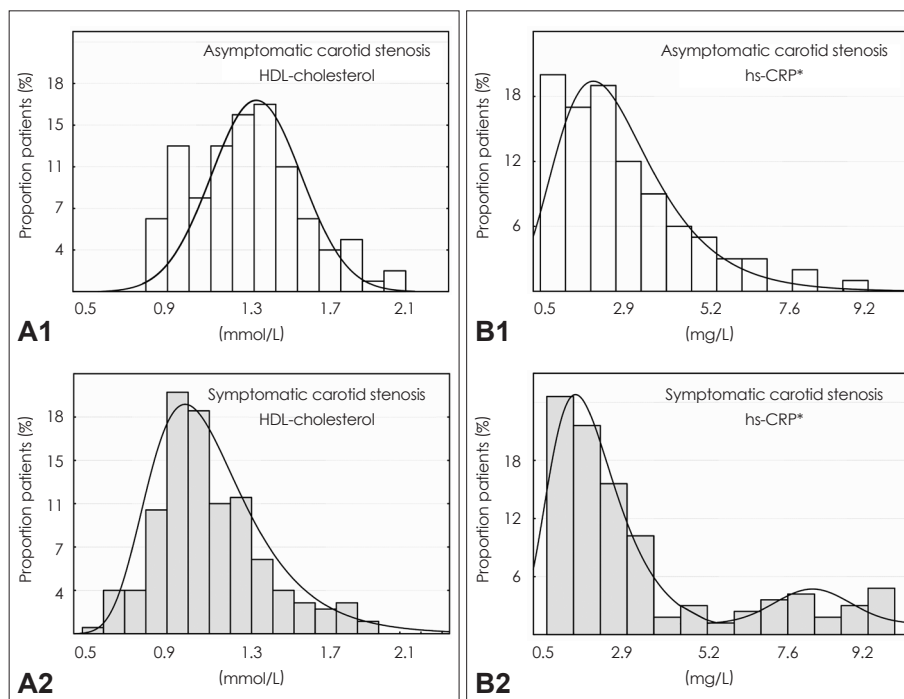 Asymptomatic carotid stenosis
HDL-cholesterol
Proportion patients (%)
18
15
11
7
4
0.5 0.9 1.3 1.7 2.1
A1
(mmol/L)
Asymptomatic carotid stenosis
hs-CRP*
Proportion patients (%)
18
12
6
0.5 2.9 5.2 7.6 9.2
B1
(mg/L)
Symptomatic carotid stenosis
HDL-cholesterol
Proportion patients (%)
18
15
11
7
4
0.5 0.9 1.3 1.7 2.1
A2
(mmol/L)
Symptomatic carotid stenosis
hs-CRP*
Proportion patients (%)
18
12
6
0.5 2.9 5.2 7.6 9.2
B2
(mg/L)